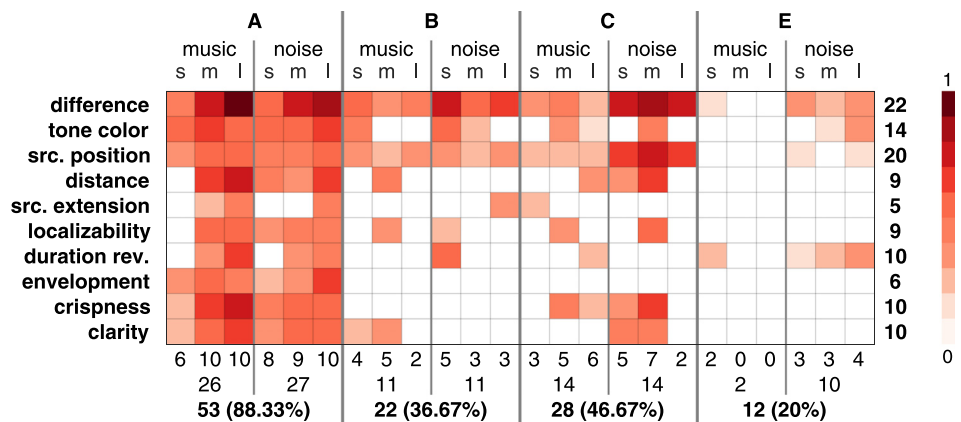 A B C E
music noise music noise music noise music noise
s m l s m l s m l s m l s m l s m l s m l s m l
1
difference 22
tone color 14
src. position 20
distance 9
src. extension 5
localizability 9
duration rev. 10
envelopment 6
crispness 10
clarity 10
0
6 10 10 8 9 10 4 5 2 5 3 3 3 5 6 5 7 2 2 0 0 3 3 4
26 27 11 11 14 14 2 10
53 (88.33%) 22 (36.67%) 28 (46.67%) 12 (20%)